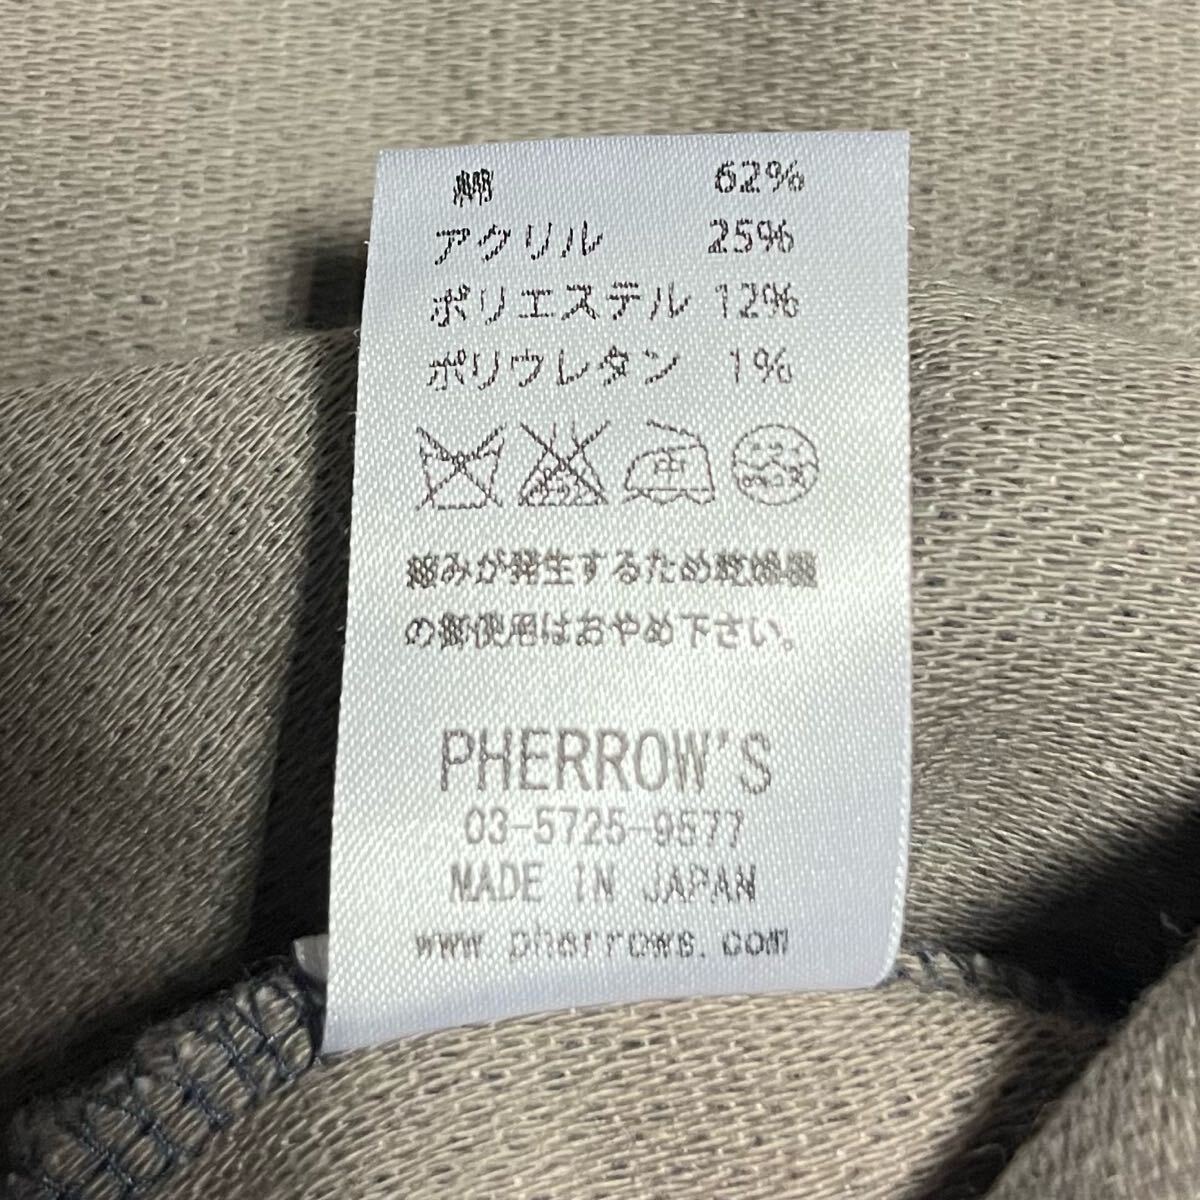 綿 62%
アクリル 25%
ポリエステル 12%
ポリウレタン 1%
中
縮みが発生するため乾燥機
の御使用はおやめ下さい。
PHERROW'S
03-5725-9577
MADE IN JAPAN
www.pherrows.com